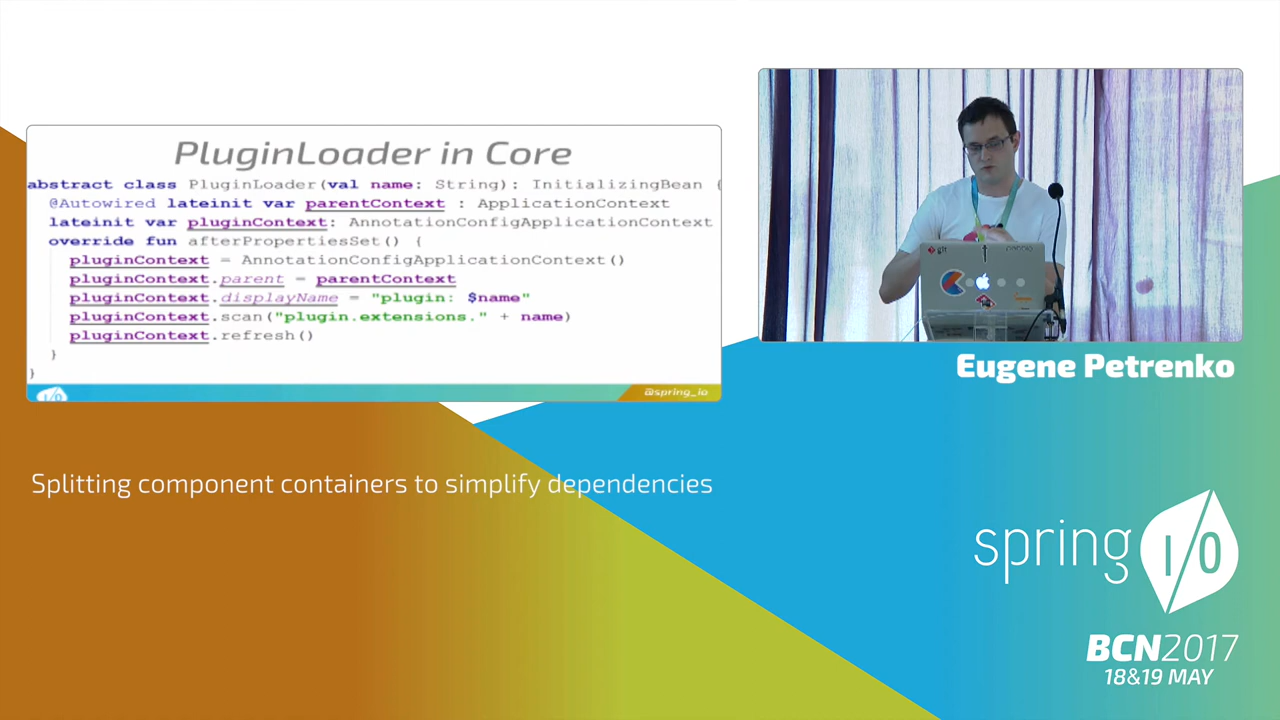 PluginLoader in Core
abstract class PluginLoader(val name: String): InitializingBean {
@Autowired lateinit var parentContext : ApplicationContext
lateinit var pluginContext: AnnotationConfigApplicationContext
override fun afterPropertiesSet() {
pluginContext = AnnotationConfigApplicationContext()
pluginContext.parent = parentContext
pluginContext.displayName = "plugin: $name"
pluginContext.scan("plugin.extensions." + name)
pluginContext.refresh()
}
}
I/O
@spring_io
git
Eugene Petrenko
Splitting component containers to simplify dependencies
spring I/O
BCN2017
18&19 MAY